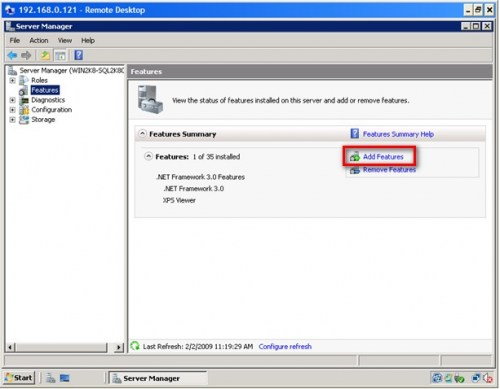 192.168.0.121 - Remote Desktop
Server Manager
File Action View Help
Server Manager (WIN2K8-SQL2K8C
Roles
Features
Diagnostics
Configuration
Storage
Features
View the status of features installed on this server and add or remove features.
Features Summary
Features Summary Help
Features: 1 of 35 installed
Add Features
Remove Features
.NET Framework 3.0 Features
.NET Framework 3.0
XPS Viewer
Last Refresh: 2/2/2009 11:19:29 AM Configure refresh
Start
Server Manager
11:19 AM